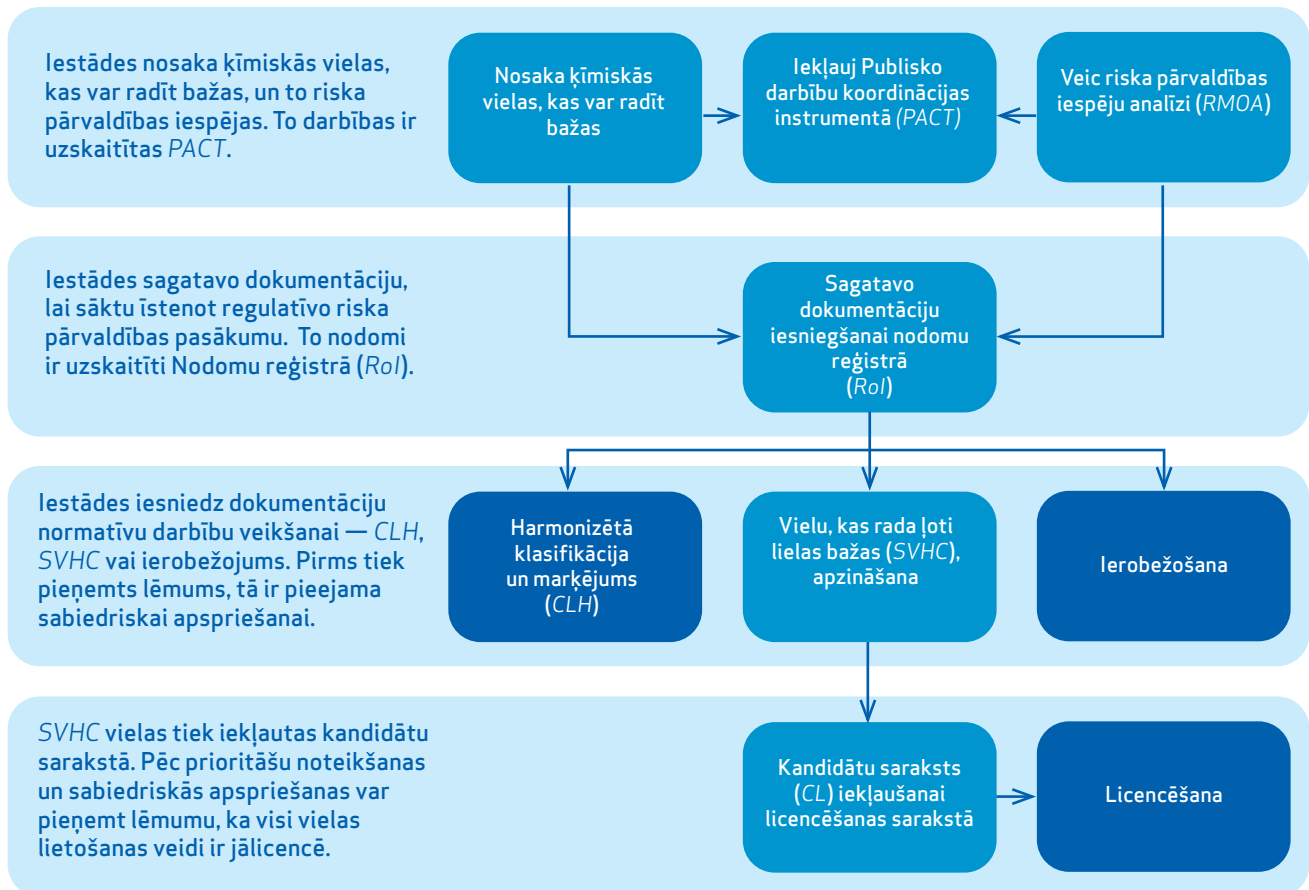 Iestādes nosaka ķīmiskās vielas,
kas var radīt bažas, un to riska
pārvaldības iespējas. To darbības ir
uzskaitītas PACT.
Nosaka ķīmiskās
vielas, kas var radīt
bažas
Iekļauj Publisko
darbību koordinācijas
instrumentā (PACT)
Veic riska pārvaldības
iespēju analīzi (RMOA)
Iestādes sagatavo dokumentāciju,
lai sāktu īstenot regulatīvo riska
pārvaldības pasākumu. To nodomi
ir uzskaitīti Nodomu reģistrā (RoI).
Sagatavo
dokumentāciju
iesniegšanai nodomu
reģistrā
(RoI)
Iestādes iesniedz dokumentāciju
normatīvu darbību veikšanai — CLH,
SVHC vai ierobežojums. Pirms tiek
pieņemts lēmums, tā ir pieejama
sabiedriskai apspriešanai.
Harmonizētā
klasifikācija
un marķējums
(CLH)
Vielu, kas rada ļoti
lielas bažas (SVHC),
apzināšana
Ierobežošana
SVHC vielas tiek iekļautas kandidātu
sarakstā. Pēc prioritāšu noteikšanas
un sabiedriskās apspriešanas var
pieņemt lēmumu, ka visi vielas
lietošanas veidi ir jālicencē.
Kandidātu saraksts
(CL) iekļaušanai
licencēšanas sarakstā
Licencēšana